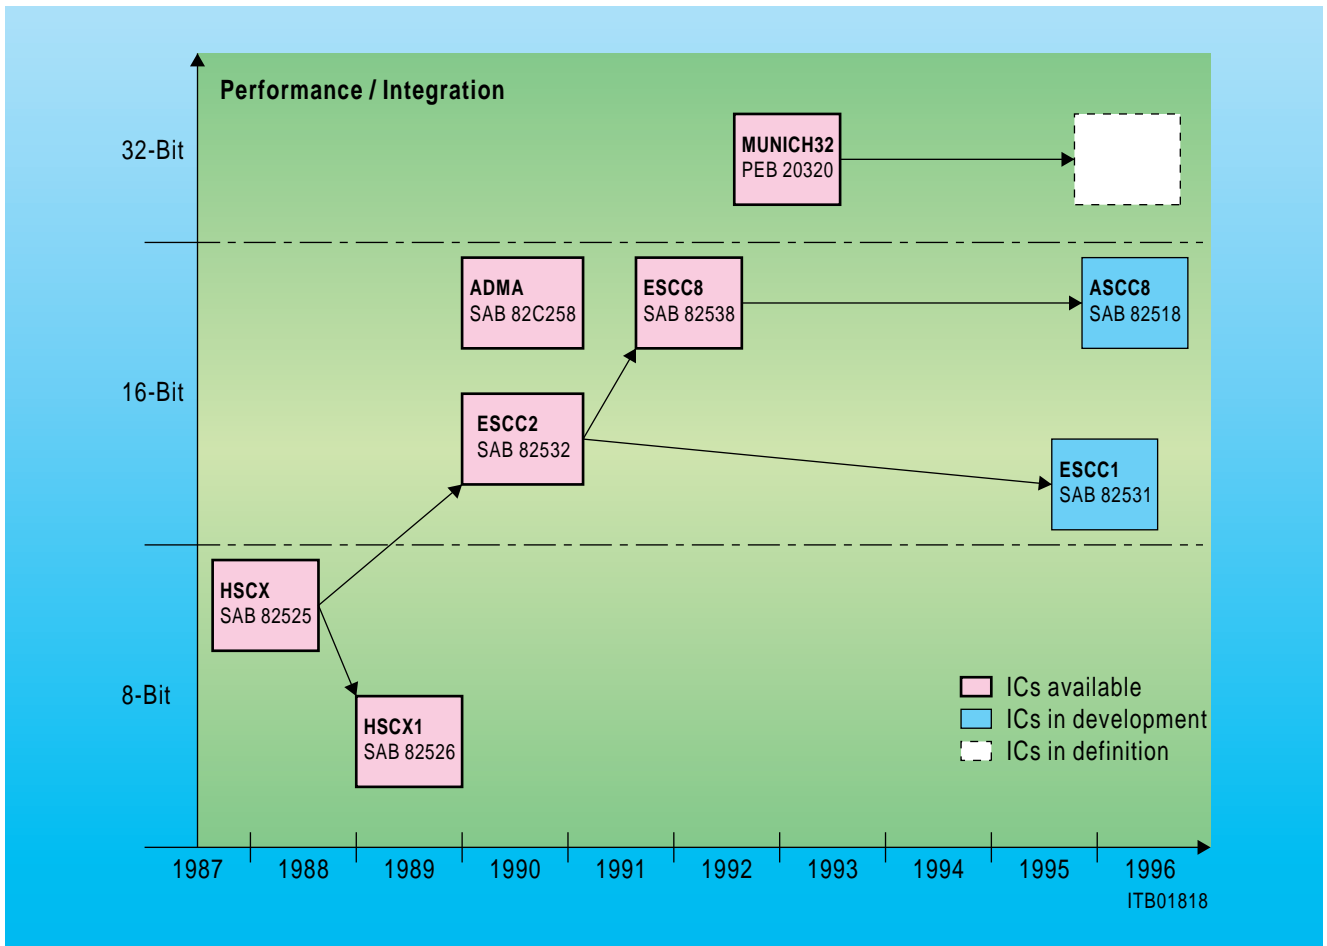 Performance / Integration
32-Bit
MUNICH32
PEB 20320
ADMA
SAB 82C258
ESCC8
SAB 82538
ASCC8
SAB 82518
16-Bit
ESCC2
SAB 82532
ESCC1
SAB 82531
HSCX
SAB 82525
8-Bit
HSCX1
SAB 82526
ICs available
ICs in development
ICs in definition
1987 1988 1989 1990 1991 1992 1993 1994 1995 1996
ITB01818